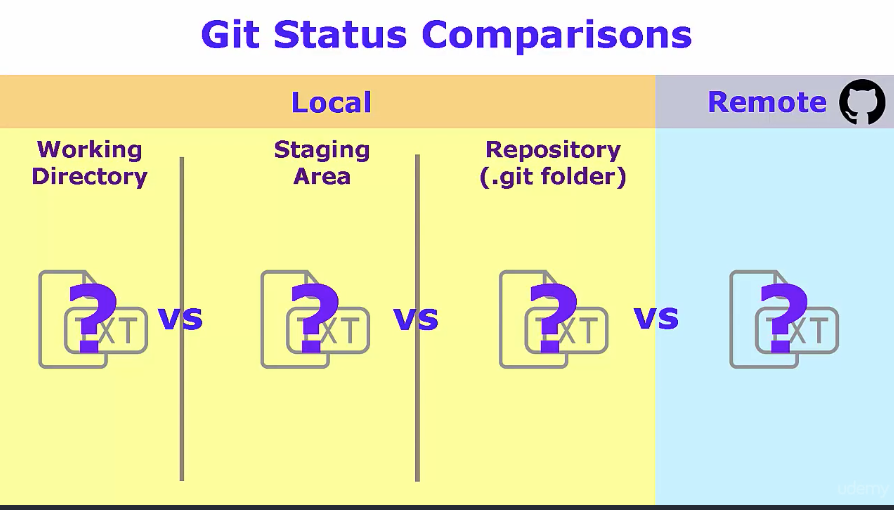 Git Status Comparisons
Local
Remote
Working
Directory
Staging
Area
Repository
(.git folder)
? TXT
vs
? TXT
vs
? TXT
vs
? TXT
udemy